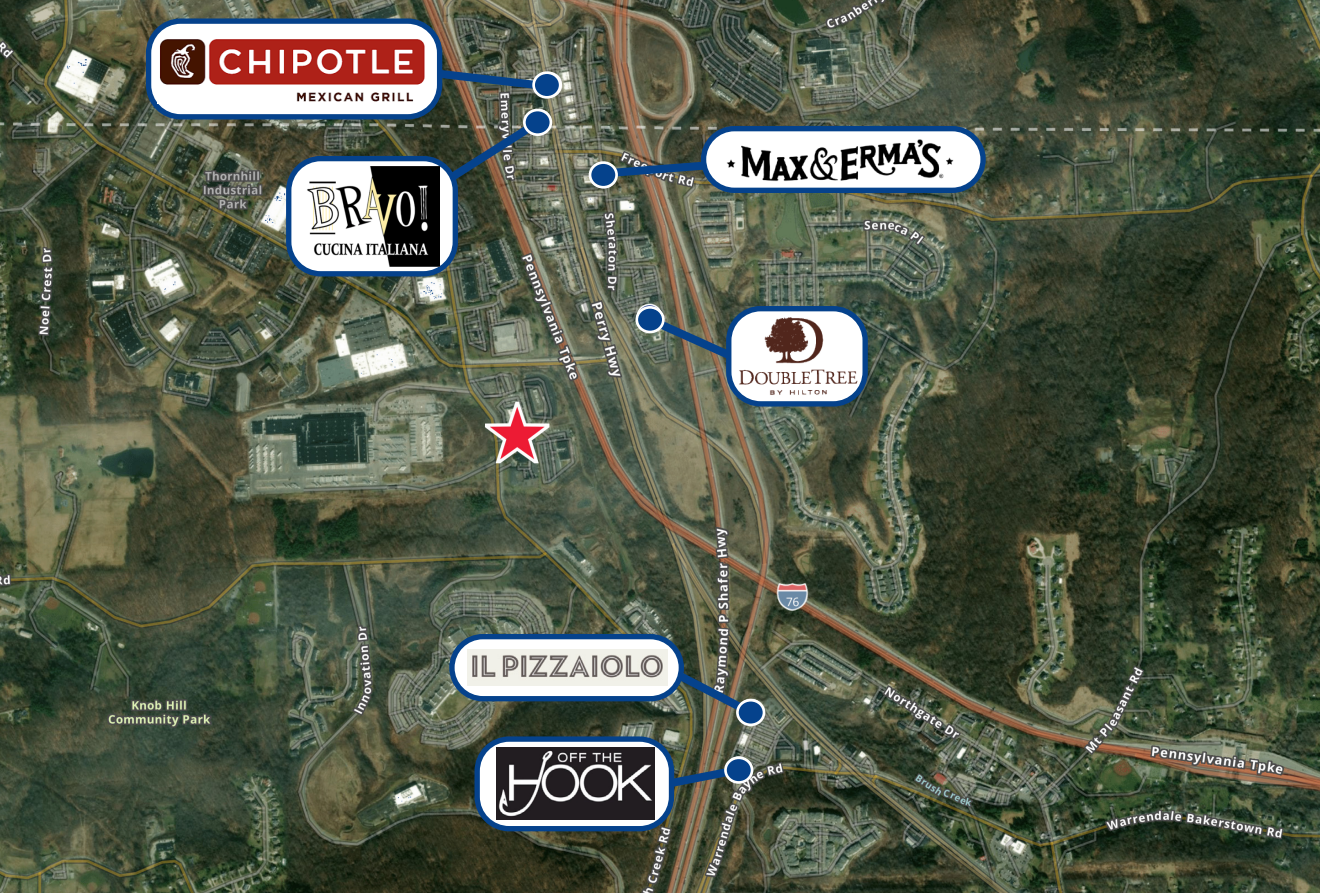 Cranberry
Rd
CHIPOTLE
MEXICAN GRILL
Emeryville Dr
Freeport Rd
MAX & ERMA'S
Thornhill
Industrial
Park
BRAVO!
CUCINA ITALIANA
Sheraton Dr
Seneca Pl
Noel Crest Dr
Pennsylvania Tpke
Perry Hwy
DOUBLETREE
BY HILTON
Raymond P Shafer Hwy
Rd
76
Innovation Dr
IL PIZZAIOLO
Knob Hill
Community Park
Northgate Dr
Mt Pleasant Rd
Pennsylvania Tpke
OFF THE
HOOK
Warrendale Bayne Rd
Brush Creek
Warrendale Bakerstown Rd
h Creek Rd